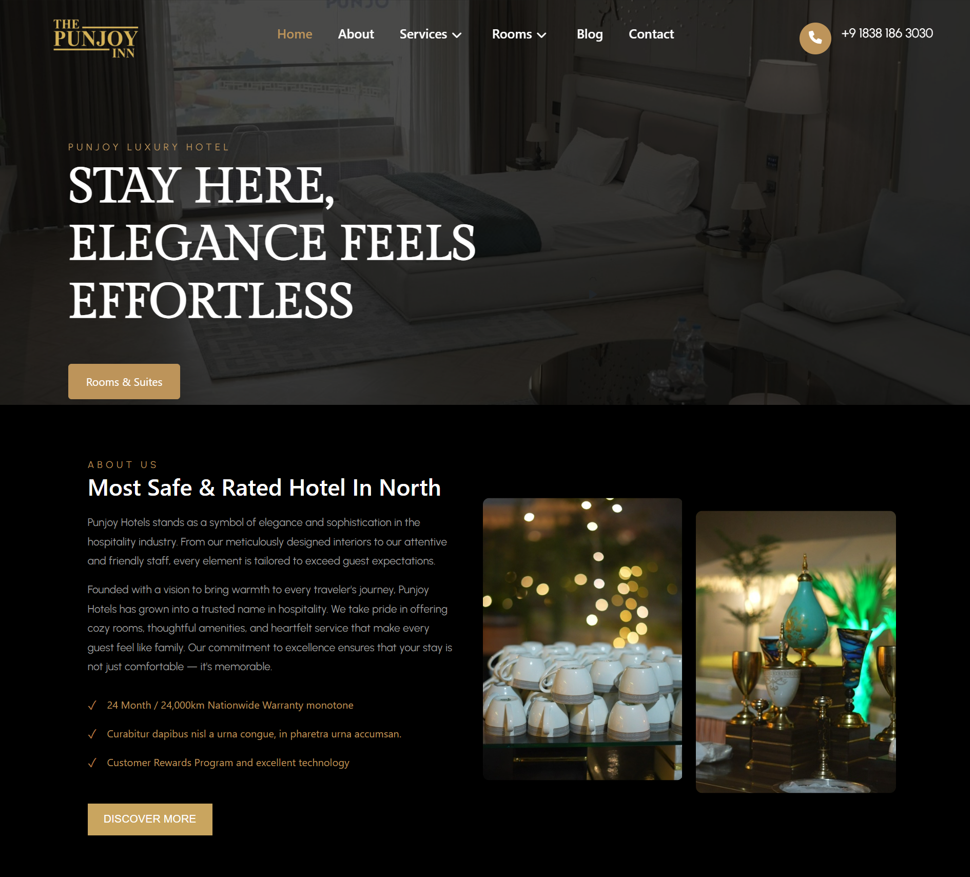 THE
PUNJOY
INN
Home About Services Rooms Blog Contact
+9 1838 186 3030
PUNJOY LUXURY HOTEL
STAY HERE,
ELEGANCE FEELS
EFFORTLESS
Rooms & Suites
ABOUT US
Most Safe & Rated Hotel In North
Punjoy Hotels stands as a symbol of elegance and sophistication in the
hospitality industry. From our meticulously designed interiors to our attentive
and friendly staff, every element is tailored to exceed guest expectations.
Founded with a vision to bring warmth to every traveler's journey, Punjoy
Hotels has grown into a trusted name in hospitality. We take pride in offering
cozy rooms, thoughtful amenities, and heartfelt service that make every
guest feel like family. Our commitment to excellence ensures that your stay is
not just comfortable — it's memorable.
24 Month / 24,000km Nationwide Warranty monotone
Curabitur dapibus nisl a urna congue, in pharetra urna accumsan.
Customer Rewards Program and excellent technology
DISCOVER MORE